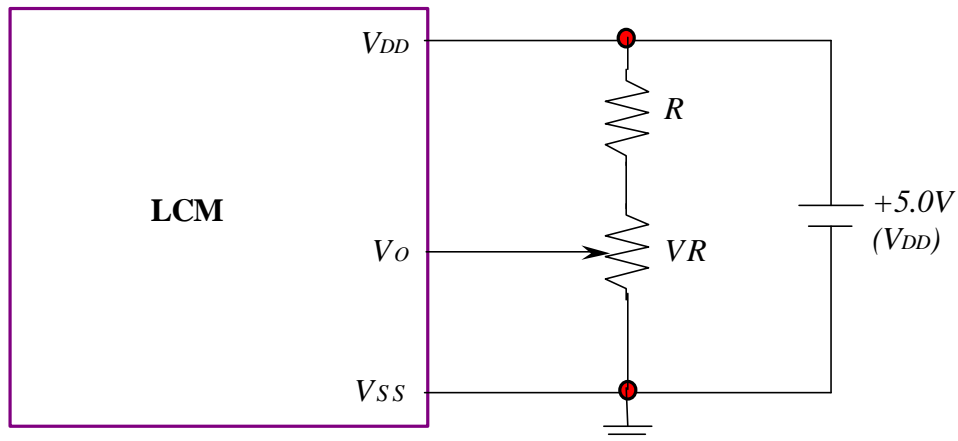 VDD
R
LCM
+5.0V
(VDD)
VO
VR
VSS